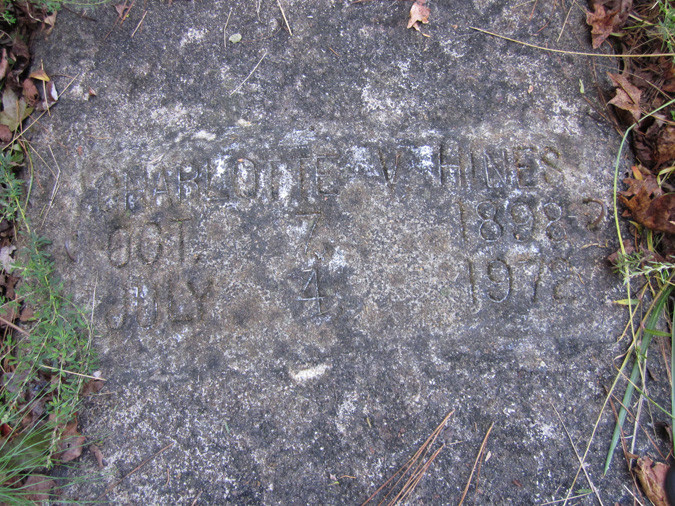 CHARLOTTE V HINES
OCT. 7 1898
JULY 4 1972